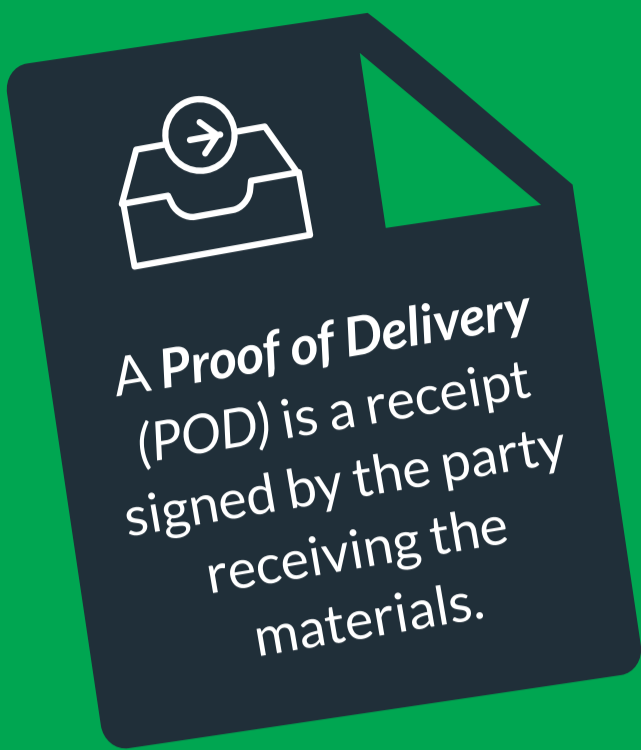 A Proof of Delivery
(POD) is a receipt
signed by the party
receiving the
materials.